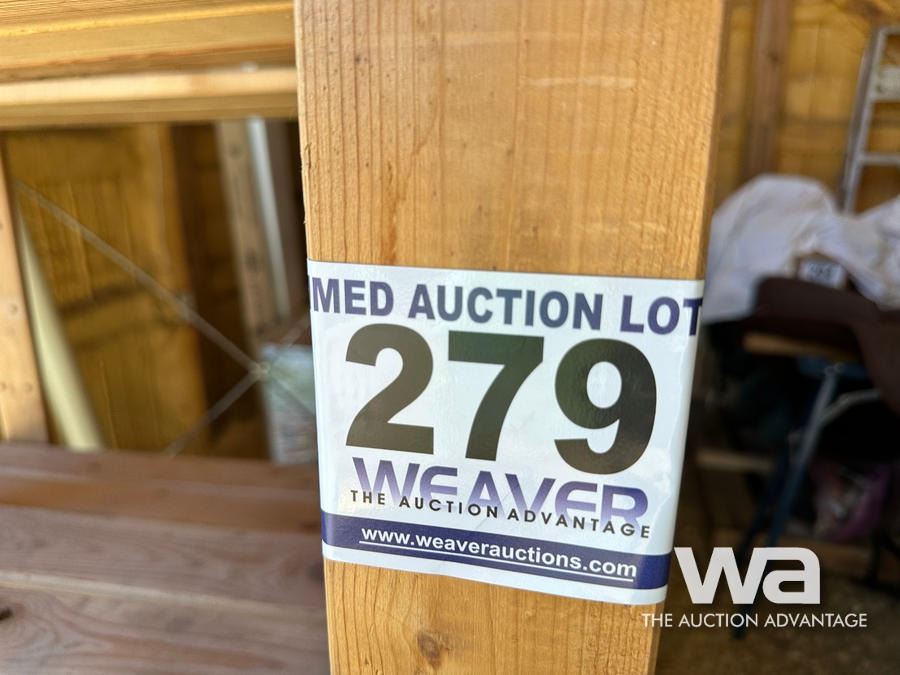 MED AUCTION LOT
279
WEAVER
THE AUCTION ADVANTAGE
www.weaverauctions.com
wa
THE AUCTION ADVANTAGE